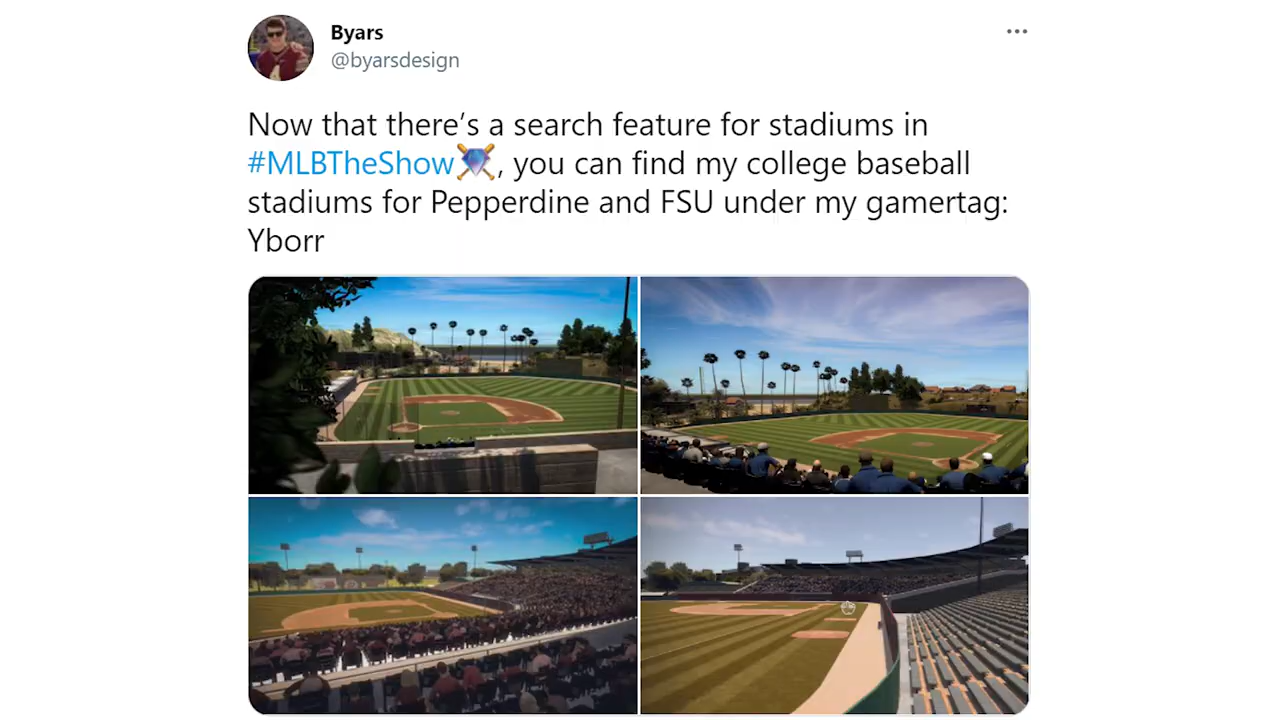 Byars
@byarsdesign
Now that there’s a search feature for stadiums in
#MLBTheShow, you can find my college baseball
stadiums for Pepperdine and FSU under my gamertag:
Yborr